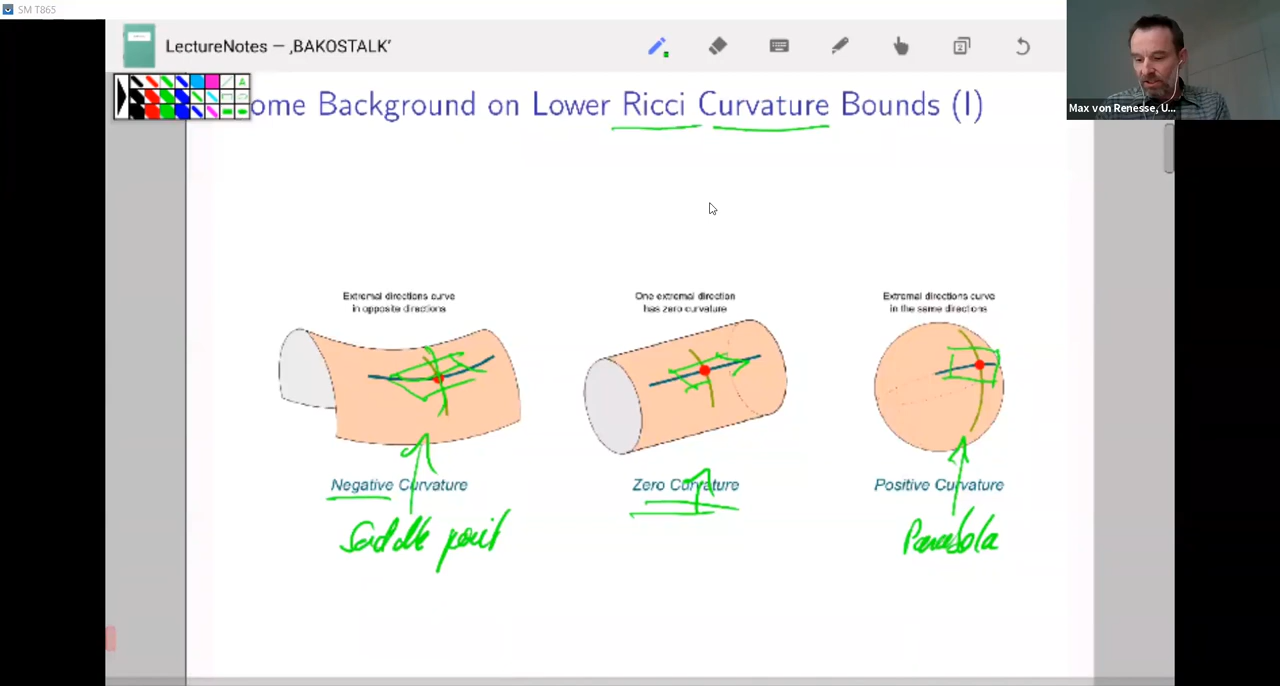 SM T865
LectureNotes — ‚BAKOSTALK‘
Max von Renesse, U...
ome Background on Lower Ricci Curvature Bounds (I)
Extremal directions curve
in opposite directions
One extremal direction
has zero curvature
Extremal directions curve
in the same directions
Negative Curvature
Zero Curvature
Positive Curvature
Saddle point
Parabola